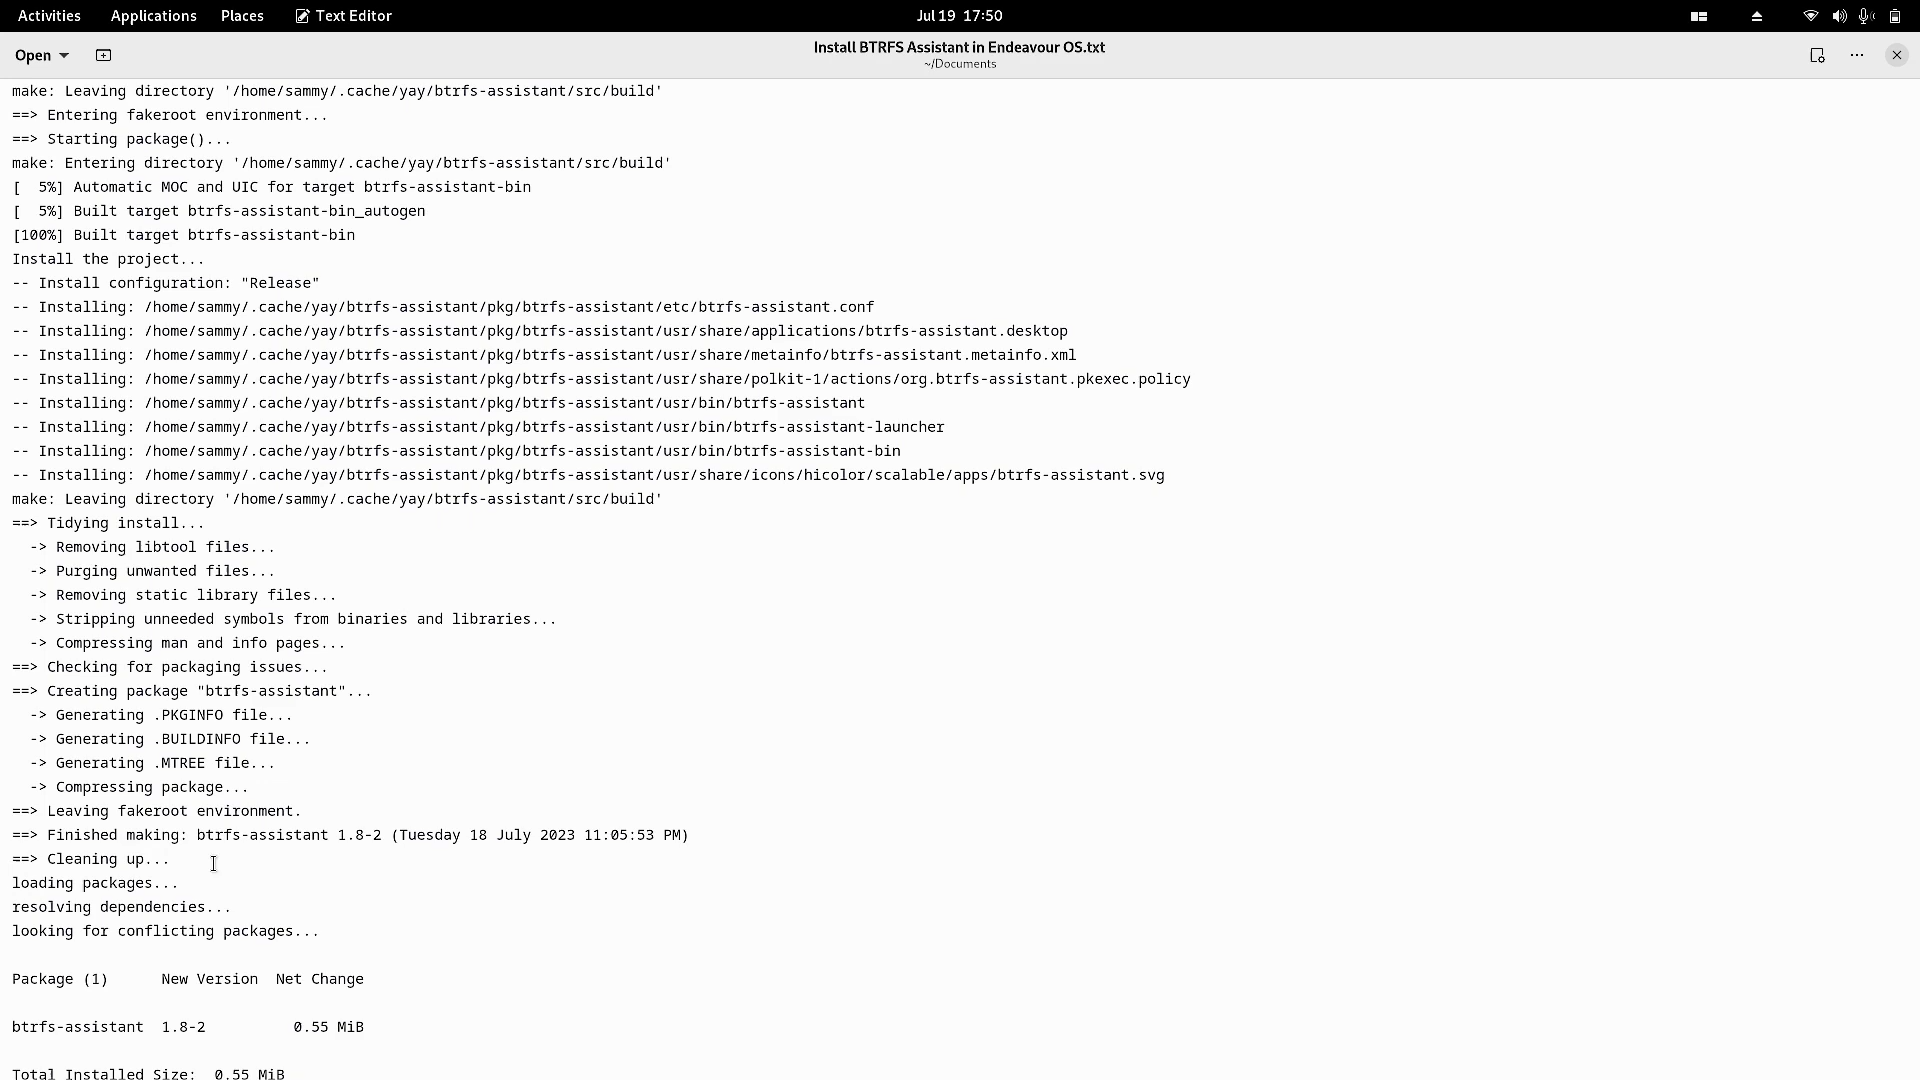 Activities Applications Places Text Editor Jul 19 17:50
Open Install BTRFS Assistant in Endeavour OS.txt
~/Documents
make: Leaving directory '/home/sammy/.cache/yay/btrfs-assistant/src/build'
==> Entering fakeroot environment...
==> Starting package()...
make: Entering directory '/home/sammy/.cache/yay/btrfs-assistant/src/build'
[  5%] Automatic MOC and UIC for target btrfs-assistant-bin
[  5%] Built target btrfs-assistant-bin_autogen
[100%] Built target btrfs-assistant-bin
Install the project...
-- Install configuration: "Release"
-- Installing: /home/sammy/.cache/yay/btrfs-assistant/pkg/btrfs-assistant/etc/btrfs-assistant.conf
-- Installing: /home/sammy/.cache/yay/btrfs-assistant/pkg/btrfs-assistant/usr/share/applications/btrfs-assistant.desktop
-- Installing: /home/sammy/.cache/yay/btrfs-assistant/pkg/btrfs-assistant/usr/share/metainfo/btrfs-assistant.metainfo.xml
-- Installing: /home/sammy/.cache/yay/btrfs-assistant/pkg/btrfs-assistant/usr/share/polkit-1/actions/org.btrfs-assistant.pkexec.policy
-- Installing: /home/sammy/.cache/yay/btrfs-assistant/pkg/btrfs-assistant/usr/bin/btrfs-assistant
-- Installing: /home/sammy/.cache/yay/btrfs-assistant/pkg/btrfs-assistant/usr/bin/btrfs-assistant-launcher
-- Installing: /home/sammy/.cache/yay/btrfs-assistant/pkg/btrfs-assistant/usr/bin/btrfs-assistant-bin
-- Installing: /home/sammy/.cache/yay/btrfs-assistant/pkg/btrfs-assistant/usr/share/icons/hicolor/scalable/apps/btrfs-assistant.svg
make: Leaving directory '/home/sammy/.cache/yay/btrfs-assistant/src/build'
==> Tidying install...
  -> Removing libtool files...
  -> Purging unwanted files...
  -> Removing static library files...
  -> Stripping unneeded symbols from binaries and libraries...
  -> Compressing man and info pages...
==> Checking for packaging issues...
==> Creating package "btrfs-assistant"...
  -> Generating .PKGINFO file...
  -> Generating .BUILDINFO file...
  -> Generating .MTREE file...
  -> Compressing package...
==> Leaving fakeroot environment.
==> Finished making: btrfs-assistant 1.8-2 (Tuesday 18 July 2023 11:05:53 PM)
==> Cleaning up...
loading packages...
resolving dependencies...
looking for conflicting packages...
Package (1)      New Version  Net Change
btrfs-assistant  1.8-2          0.55 MiB
Total Installed Size:  0.55 MiB